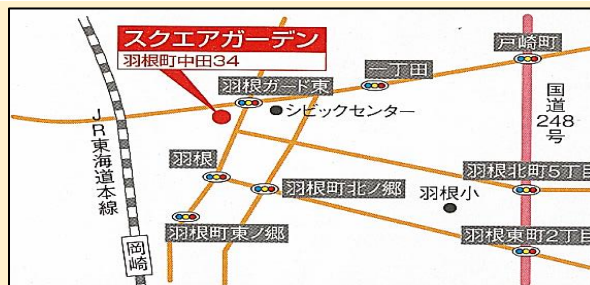 スクエアガーデン
羽根町中田34
戸崎町
一丁田
羽根ガード東
シビックセンター
国道
248
号
JR東海道本線
羽根
羽根北町5丁目
羽根町北ノ郷
羽根小
羽根町東ノ郷
羽根東町2丁目
岡崎